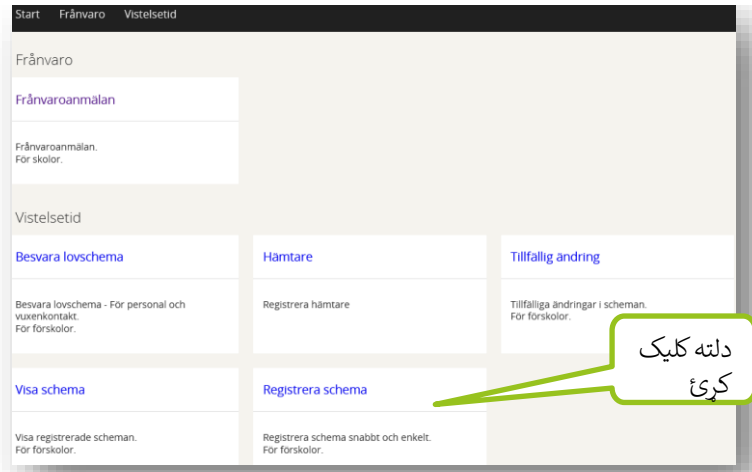 Start Frånvaro Vistelsetid
Frånvaro
Frånvaroanmälan
Frånvaroanmälan.
För skolor.
Vistelsetid
Besvara lovschema
Besvara lovschema - För personal och
vuxenkontakt.
För förskolor.
Hämtare
Registrera hämtare
Tillfällig ändring
Tillfälliga ändringar i scheman.
För förskolor.
دلته کلیک
کړئ
Visa schema
Visa registrerade scheman.
För förskolor.
Registrera schema
Registrera schema snabbt och enkelt.
För förskolor.